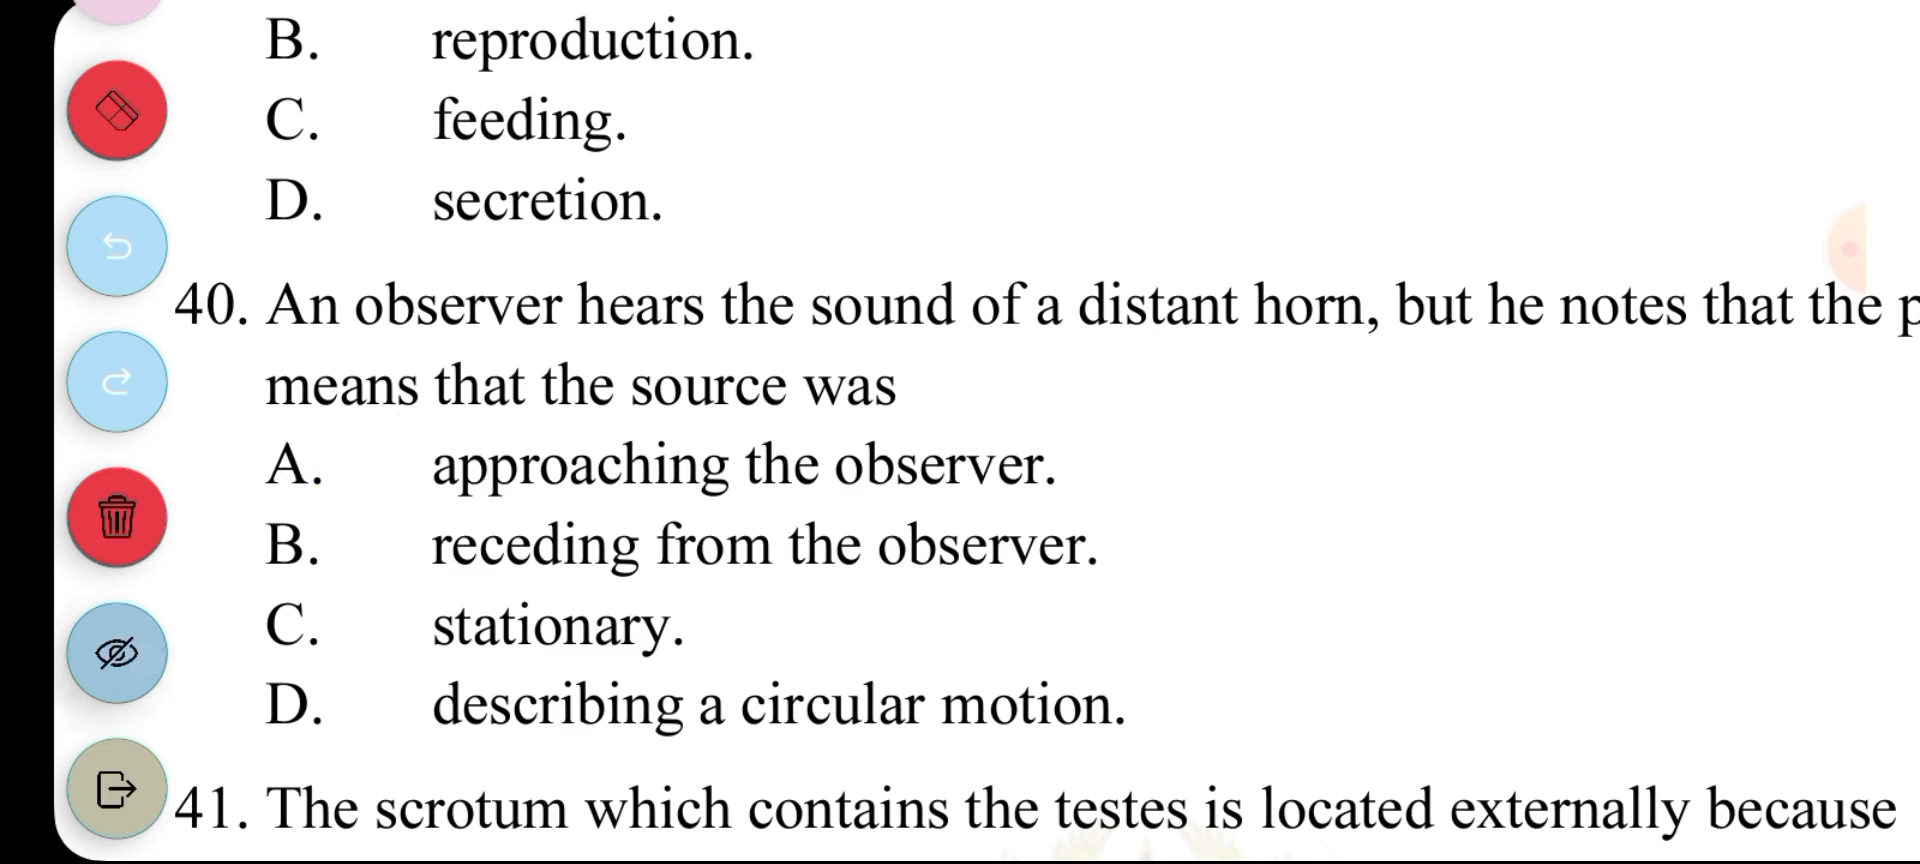 B. reproduction.
C. feeding.
D. secretion.
40. An observer hears the sound of a distant horn, but he notes that the
means that the source was
A. approaching the observer.
B. receding from the observer.
C. stationary.
D. describing a circular motion.
41. The scrotum which contains the testes is located externally because